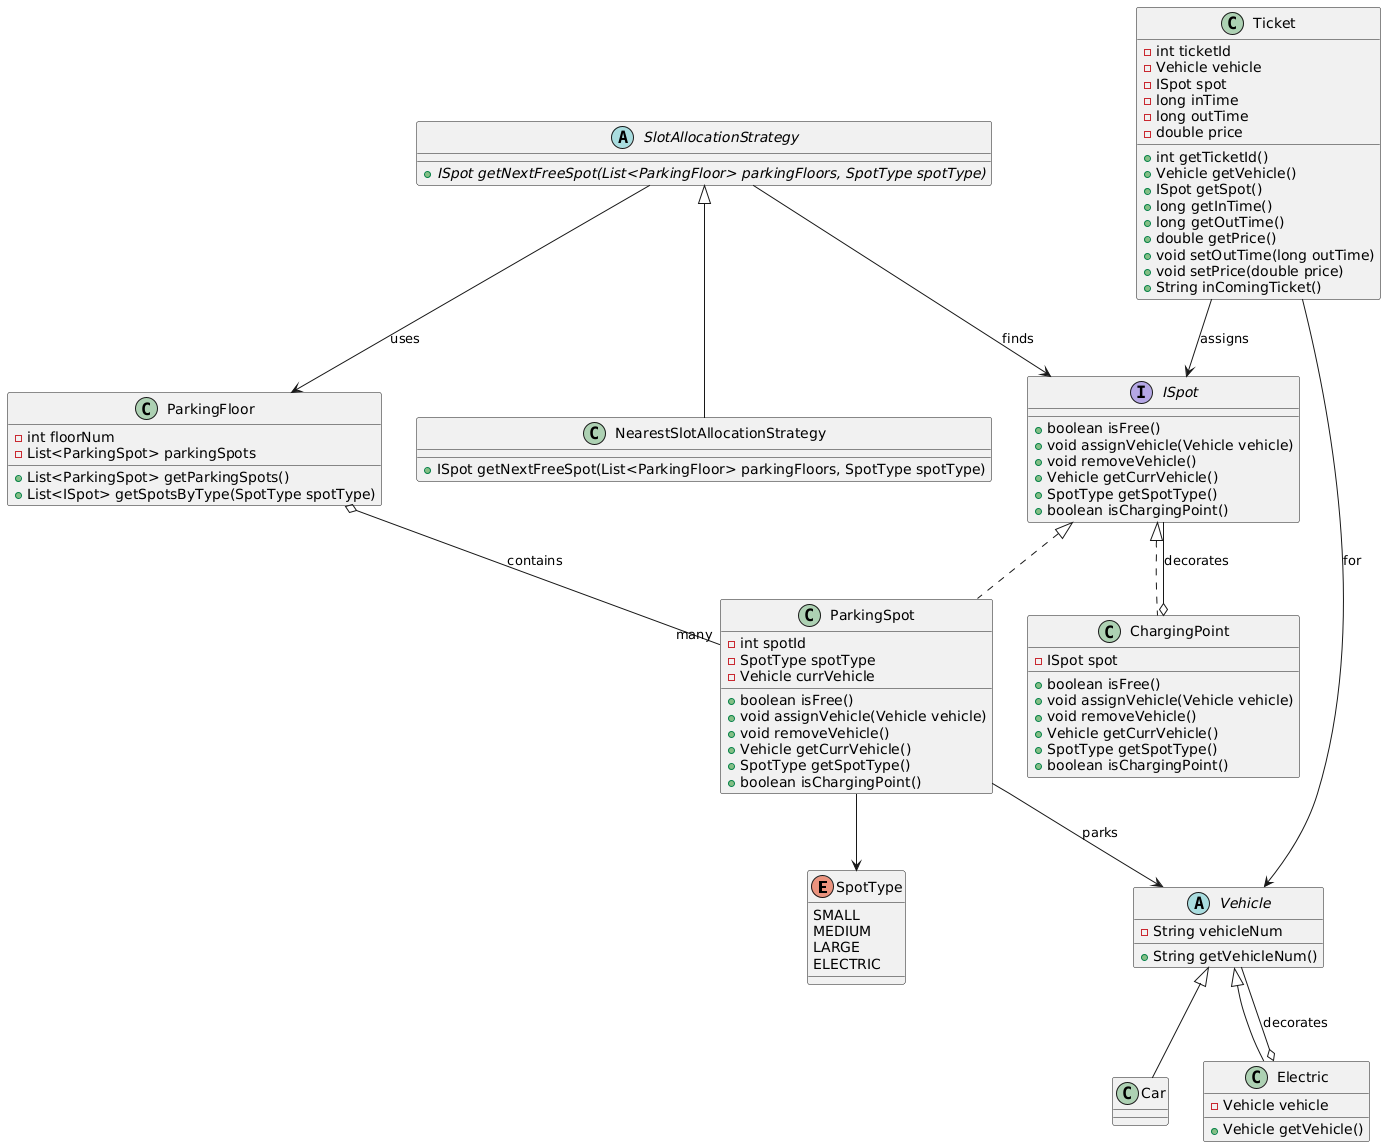 C Ticket
int ticketId
Vehicle vehicle
ISpot spot
long inTime
long outTime
double price
int getTicketId()
Vehicle getVehicle()
ISpot getSpot()
long getInTime()
long getOutTime()
double getPrice()
void setOutTime(long outTime)
void setPrice(double price)
String inComingTicket()
A SlotAllocationStrategy
ISpot getNextFreeSpot(List<ParkingFloor> parkingFloors, SpotType spotType)
uses
finds
assigns
C ParkingFloor
int floorNum
List<ParkingSpot> parkingSpots
List<ParkingSpot> getParkingSpots()
List<ISpot> getSpotsByType(SpotType spotType)
C NearestSlotAllocationStrategy
ISpot getNextFreeSpot(List<ParkingFloor> parkingFloors, SpotType spotType)
I ISpot
boolean isFree()
void assignVehicle(Vehicle vehicle)
void removeVehicle()
Vehicle getCurrVehicle()
SpotType getSpotType()
boolean isChargingPoint()
contains
decorates
for
many
C ParkingSpot
int spotId
SpotType spotType
Vehicle currVehicle
boolean isFree()
void assignVehicle(Vehicle vehicle)
void removeVehicle()
Vehicle getCurrVehicle()
SpotType getSpotType()
boolean isChargingPoint()
C ChargingPoint
ISpot spot
boolean isFree()
void assignVehicle(Vehicle vehicle)
void removeVehicle()
Vehicle getCurrVehicle()
SpotType getSpotType()
boolean isChargingPoint()
parks
E SpotType
SMALL
MEDIUM
LARGE
ELECTRIC
A Vehicle
String vehicleNum
String getVehicleNum()
decorates
C Car
C Electric
Vehicle vehicle
Vehicle getVehicle()